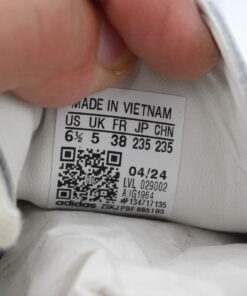 MADE IN VIETNAM
US UK FR JP CHN
6½ 5 38 235 235
04/24
LVL 029002
A:IG1964
#134717135
adidas